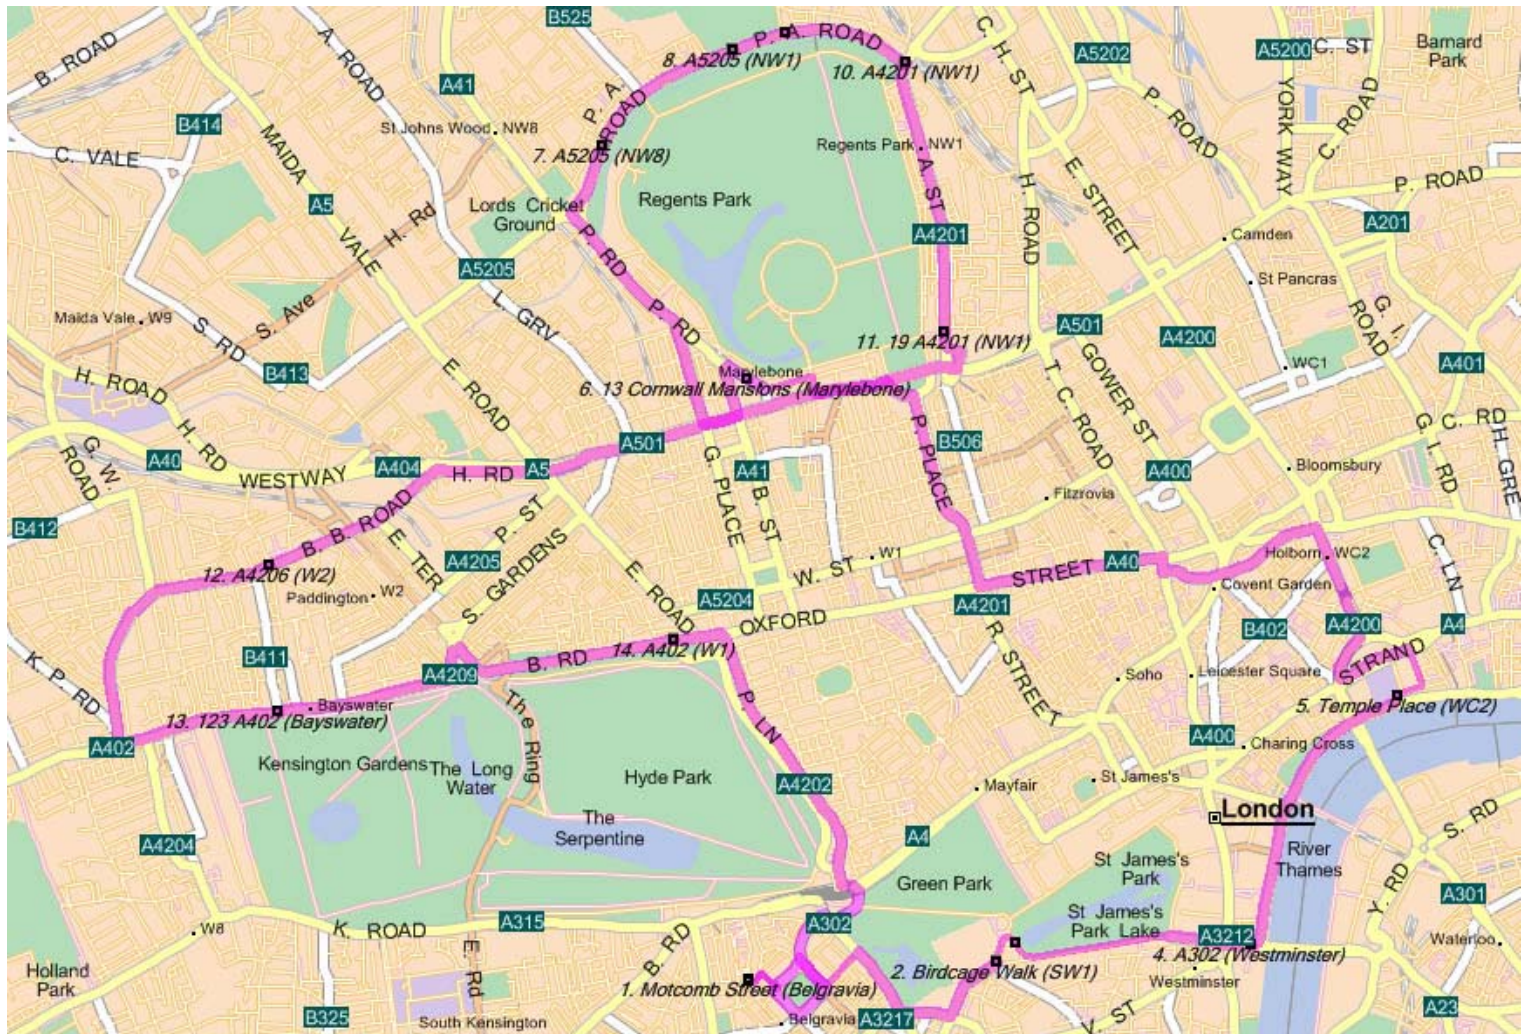 B525
A5202
A5200
C. ST
Barnard
Park
B. ROAD
A. ROAD
A41
8. A5205 (NW1)
P. A. ROAD
10. A4201 (NW1)
C. H. ST
P. ROAD
YORK WAY
C. ROAD
B414
C. VALE
MAIDA VALE
St Johns Wood NW8
P. A. ROAD
7. A5205 (NW8)
Regents Park NW1
A. ST
H. ROAD
E. STREET
P. ROAD
A5
H. Rd
Lords Cricket
Ground
Regents Park
A201
A4201
Camden
A5205
P. RD
St Pancras
Maida Vale W9
S. RD
S. Ave
L. GRV
P. RD
A501
A4200
G. I. ROAD
11. 19 A4201 (NW1)
B413
Marylebone
6. 13 Cornwall Mansions (Marylebone)
WC1
A401
H. ROAD
E. ROAD
T. C. ROAD
GOWER ST
H. RD
G. W. ROAD
A40
WESTWAY
A404
H. RD
A5
A501
G. PLACE
A41
B. ST
P. PLACE
B506
A400
Bloomsbury
G. I. RD
C. RD
H. GRE
Fitzrovia
B412
B. B. ROAD
E. TER
P. ST
A4205
S. GARDENS
12. A4206 (W2)
Paddington W2
E. ROAD
A5204
W. ST
W1
OXFORD
STREET
A40
A4201
Holborn WC2
Covent Garden
C. LN
B402
A4200
A4
K. P. RD
B411
A4209
B. RD
14. A402 (W1)
R. STREET
Soho
Leicester Square
STRAND
Bayswater
13. 123 A402 (Bayswater)
P. LN
5. Temple Place (WC2)
A402
A400
Charing Cross
Kensington Gardens
The Long
Water
The Ring
Hyde Park
A4202
Mayfair
St James's
London
The
Serpentine
A4204
A4
S. RD
River
Thames
St James's
Park
Green Park
Y. RD
A301
W8
K. ROAD
A315
A302
St James's
Park Lake
A3212
Waterloo
E. Rd
B. RD
4. A302 (Westminster)
Westminster
Holland
Park
2. Birdcage Walk (SW1)
1. Motcomb Street (Belgravia)
B325
South Kensington
Belgravia
A3217
V. ST
A23